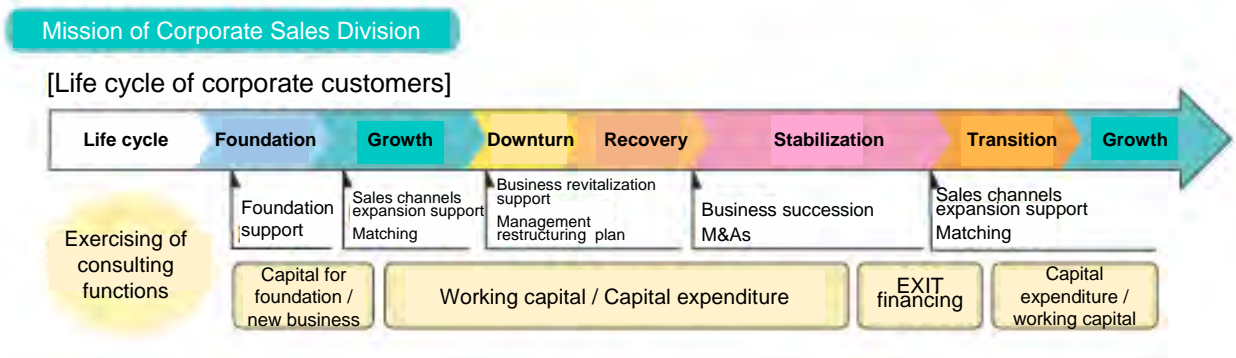 Mission of Corporate Sales Division
[Life cycle of corporate customers]
Life cycle
Foundation
Growth
Downturn
Recovery
Stabilization
Transition
Growth
Exercising of
consulting
functions
Foundation
support
Sales channels
expansion support
Matching
Business revitalization
support
Management
restructuring plan
Business succession
M&As
Sales channels
expansion support
Matching
Capital for
foundation /
new business
Working capital / Capital expenditure
EXIT
financing
Capital
expenditure /
working capital